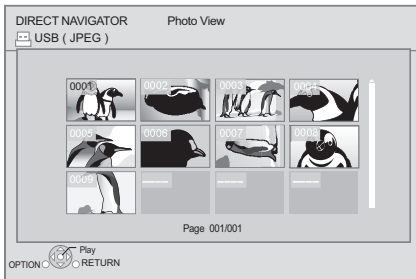 DIRECT NAVIGATOR Photo View
USB ( JPEG )
0001 0002 0003 0004
0005 0006 0007 0008
0009
Page 001/001
Play
OPTION RETURN